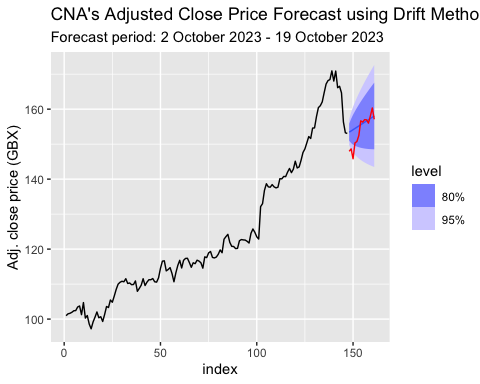 CNA's Adjusted Close Price Forecast using Drift Metho
Forecast period: 2 October 2023 - 19 October 2023
Adj. close price (GBX)
160
140
120
100
0
50
100
150
index
level
80%
95%